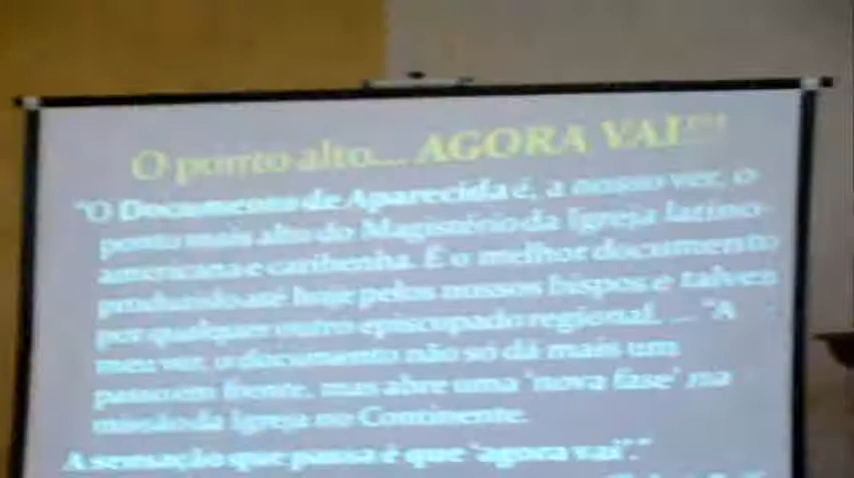 O ponto alto... AGORA VAI!!!
"O Documento de Aparecida é, a nosso ver, o
ponto mais alto do Magistério da Igreja latino-
americana e caribenha. É o melhor documento
produzido até hoje pelos nossos bispos e talvez
por qualquer outro episcopado regional. ... "A
meu ver, o documento não só dá mais um
passo em frente, mas abre uma 'nova fase' na
missão da Igreja no Continente.
A sensação que passa é que 'agora vai'."